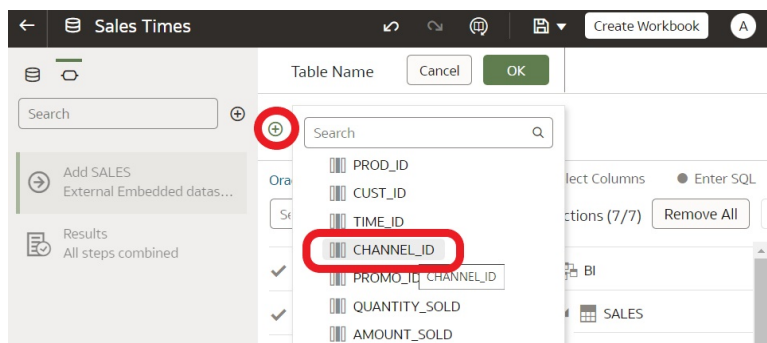 Sales Times
Create Workbook
A
Table Name
Cancel
OK
Search
Search
Add SALES
External Embedded datas...
Results
All steps combined
PROD_ID
CUST_ID
TIME_ID
CHANNEL_ID
CHANNEL_ID
PROMO_ID
QUANTITY_SOLD
AMOUNT_SOLD
Ora
lect Columns
Enter SQL
Se
ctions (7/7)
Remove All
BI
SALES